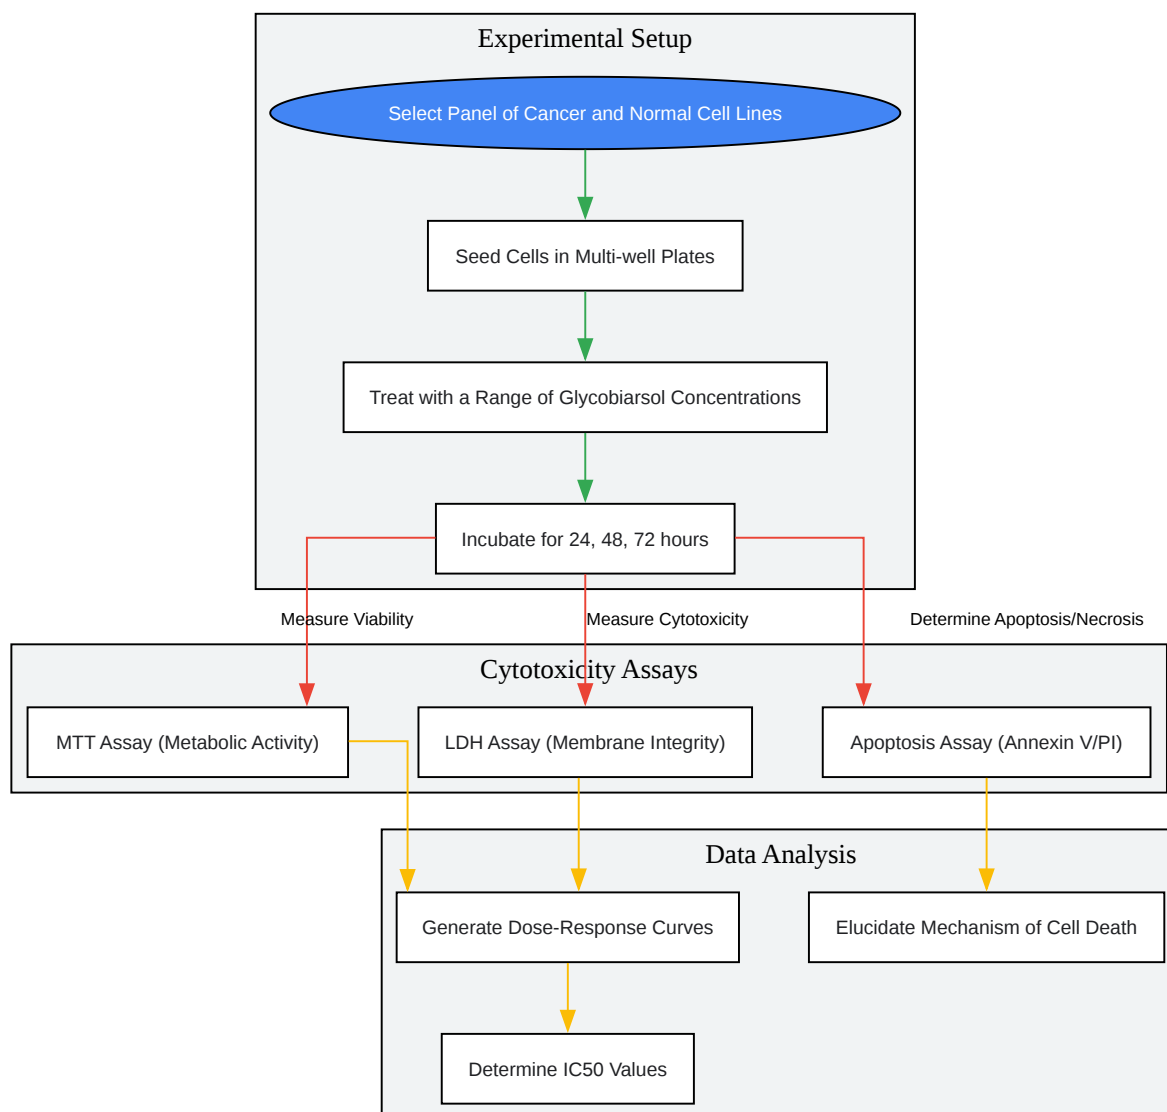 Experimental Setup
Select Panel of Cancer and Normal Cell Lines
Seed Cells in Multi-well Plates
Treat with a Range of Glycobiarsol Concentrations
Incubate for 24, 48, 72 hours
Measure Viability
Measure Cytotoxicity
Determine Apoptosis/Necrosis
Cytotoxicity Assays
MTT Assay (Metabolic Activity)
LDH Assay (Membrane Integrity)
Apoptosis Assay (Annexin V/PI)
Data Analysis
Generate Dose-Response Curves
Elucidate Mechanism of Cell Death
Determine IC50 Values